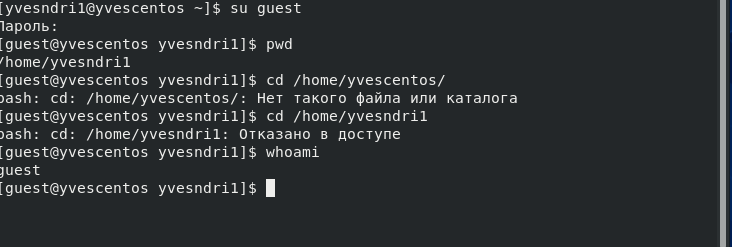 [yvesndri1@yvescentos ~]$ su guest
Пароль:
[guest@yvescentos yvesndri1]$ pwd
/home/yvesndri1
[guest@yvescentos yvesndri1]$ cd /home/yvescentos/
bash: cd: /home/yvescentos/: Нет такого файла или каталога
[guest@yvescentos yvesndri1]$ cd /home/yvesndri1
bash: cd: /home/yvesndri1: Отказано в доступе
[guest@yvescentos yvesndri1]$ whoami
guest
[guest@yvescentos yvesndri1]$